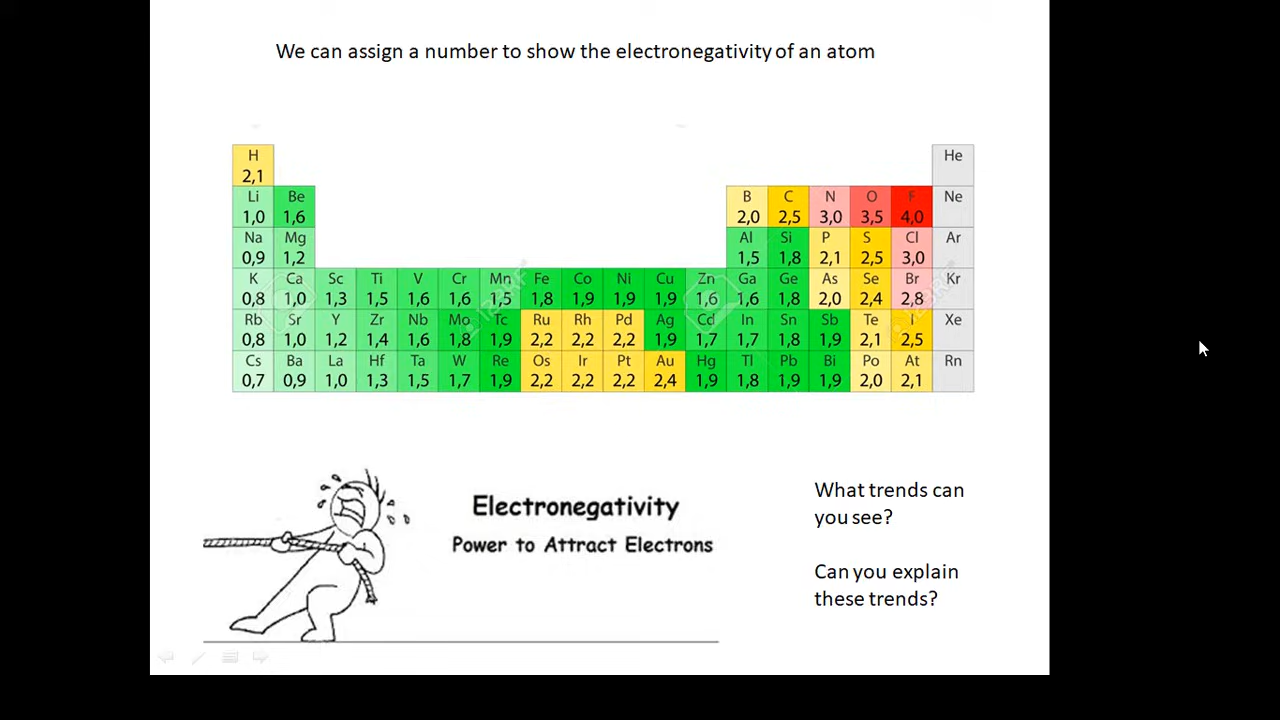 We can assign a number to show the electronegativity of an atom
H He
2,1
Li Be B C N O F Ne
1,0 1,6 2,0 2,5 3,0 3,5 4,0
Na Mg Al Si P S Cl Ar
0,9 1,2 1,5 1,8 2,1 2,5 3,0
K Ca Sc Ti V Cr Mn Fe Co Ni Cu Zn Ga Ge As Se Br Kr
0,8 1,0 1,3 1,5 1,6 1,6 1,5 1,8 1,9 1,9 1,9 1,6 1,6 1,8 2,0 2,4 2,8
Rb Sr Y Zr Nb Mo Tc Ru Rh Pd Ag Cd In Sn Sb Te I Xe
0,8 1,0 1,2 1,4 1,6 1,8 1,9 2,2 2,2 2,2 1,9 1,7 1,7 1,8 1,9 2,1 2,5
Cs Ba La Hf Ta W Re Os Ir Pt Au Hg Tl Pb Bi Po At Rn
0,7 0,9 1,0 1,3 1,5 1,7 1,9 2,2 2,2 2,2 2,4 1,9 1,8 1,9 1,9 2,0 2,1
Electronegativity
Power to Attract Electrons
What trends can
you see?
Can you explain
these trends?